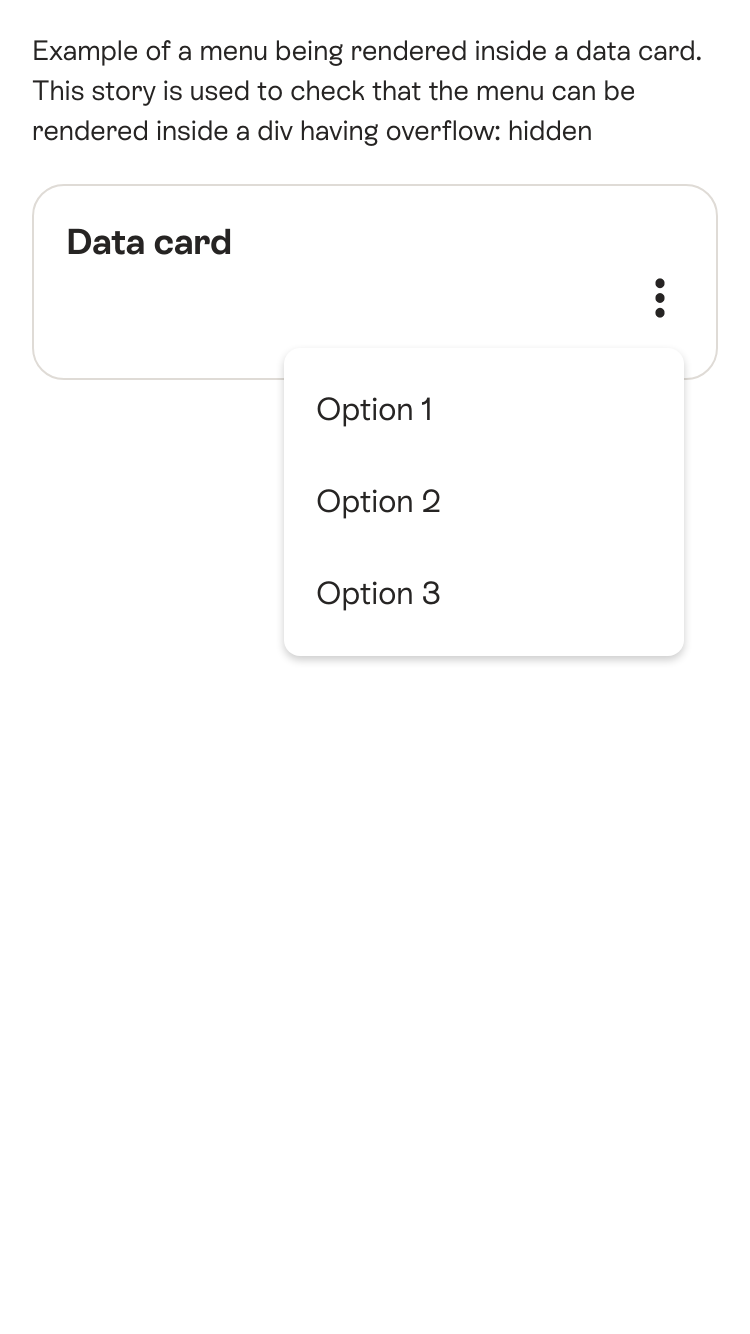 Example of a menu being rendered inside a data card.
This story is used to check that the menu can be
rendered inside a div having overflow: hidden
Data card
Option 1
Option 2
Option 3